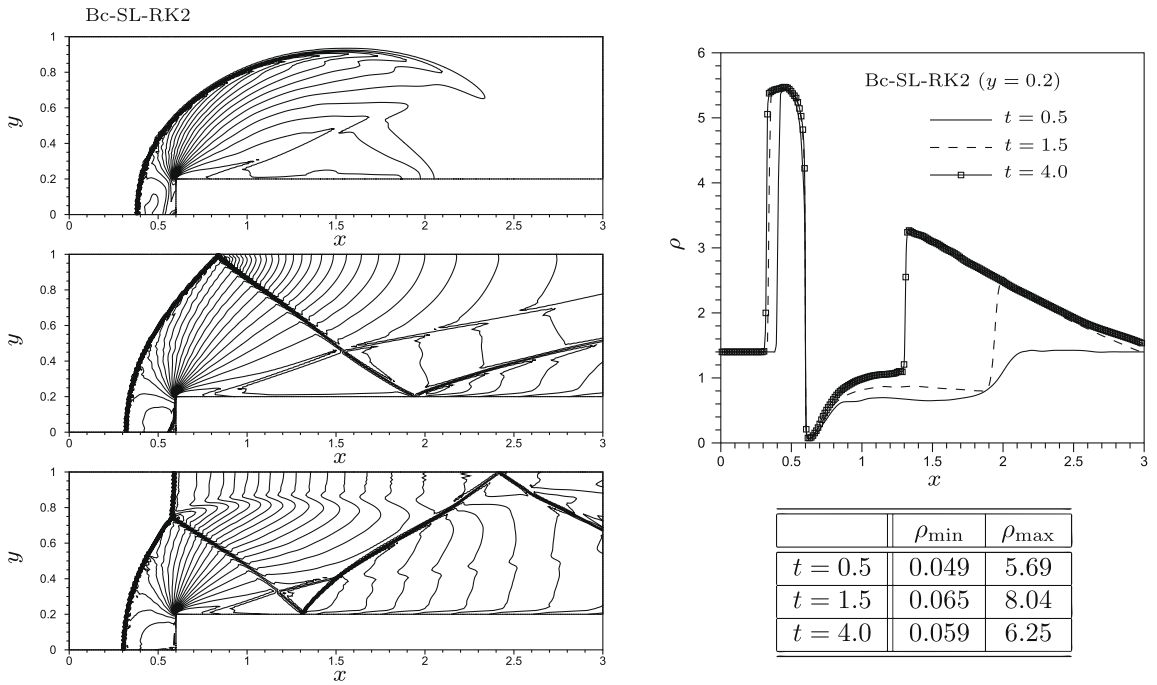 Bc-SL-RK2
1
0.8
0.6
0.4
0.2
0
y
0 0.5 1 1.5 2 2.5 3
x
1
0.8
0.6
0.4
0.2
0
y
0 0.5 1 1.5 2 2.5 3
x
1
0.8
0.6
0.4
0.2
0
y
0 0.5 1 1.5 2 2.5 3
x
6
5
4
3
2
1
0
ρ
Bc-SL-RK2 (y = 0.2)
t = 0.5
t = 1.5
t = 4.0
0 0.5 1 1.5 2 2.5 3
x
ρmin ρmax
t = 0.5 0.049 5.69
t = 1.5 0.065 8.04
t = 4.0 0.059 6.25